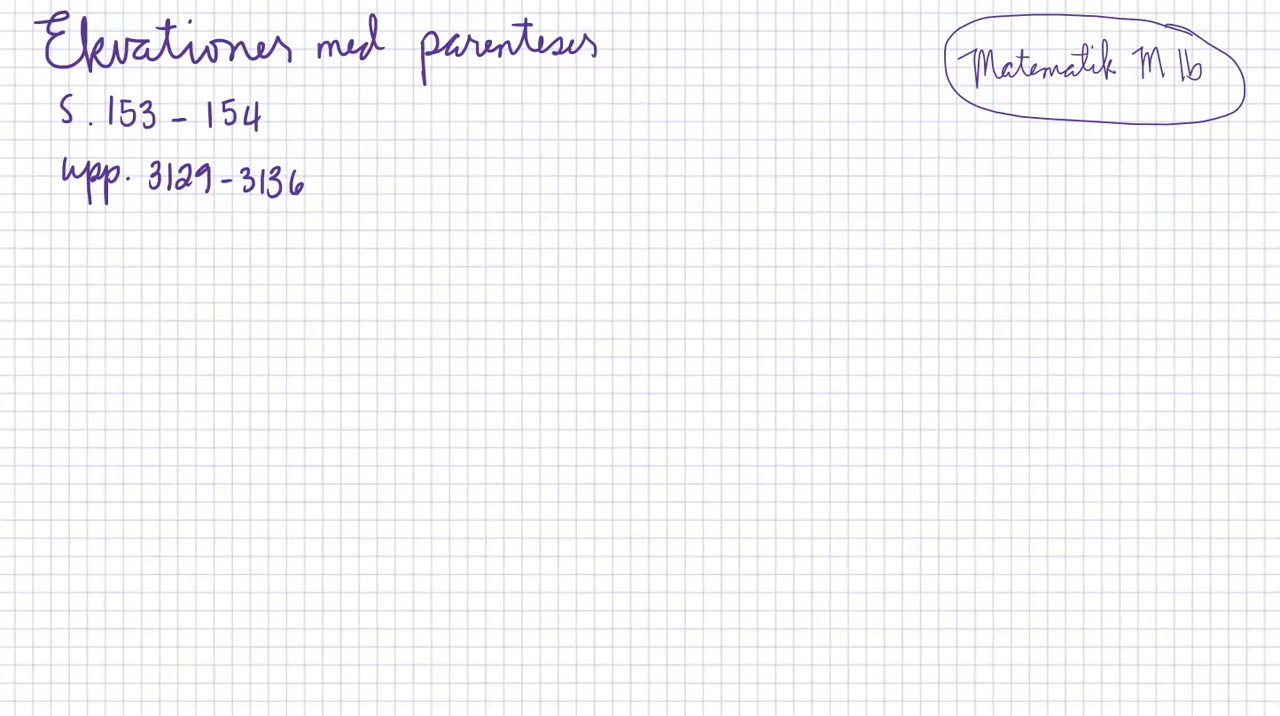 Ekvationer med parenteser
Matematik M 1b
S. 153 - 154
upp. 3129 - 3136